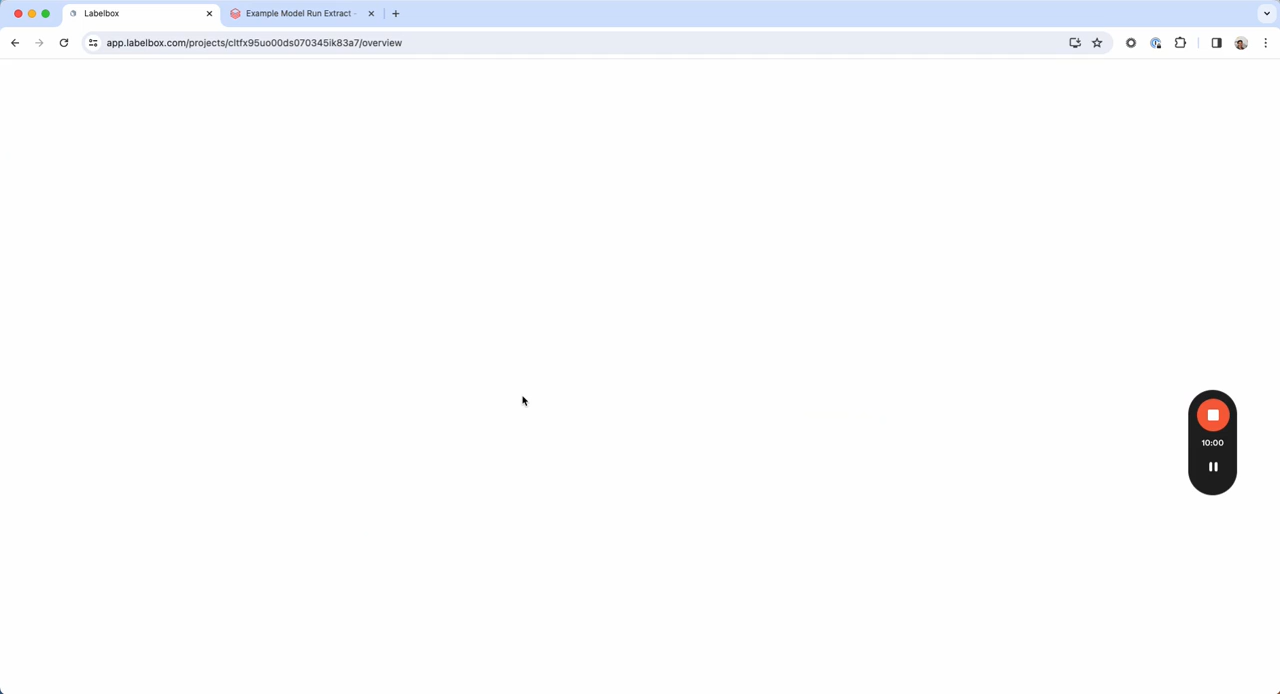 Labelbox
Example Model Run Extract -
app.labelbox.com/projects/cltfx95uo00ds070345ik83a7/overview
10:00